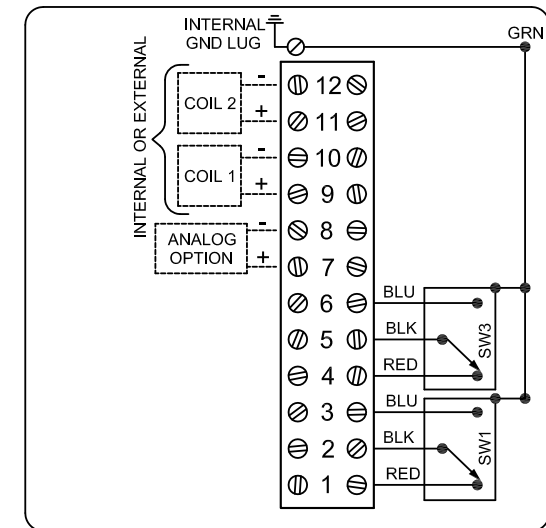 INTERNAL
GND LUG
GRN
INTERNAL OR EXTERNAL
COIL 2
-
+
12
11
COIL 1
-
+
10
9
ANALOG
OPTION
-
+
8
7
6
BLU
5
BLK
4
RED
SW3
3
BLU
2
BLK
1
RED
SW1